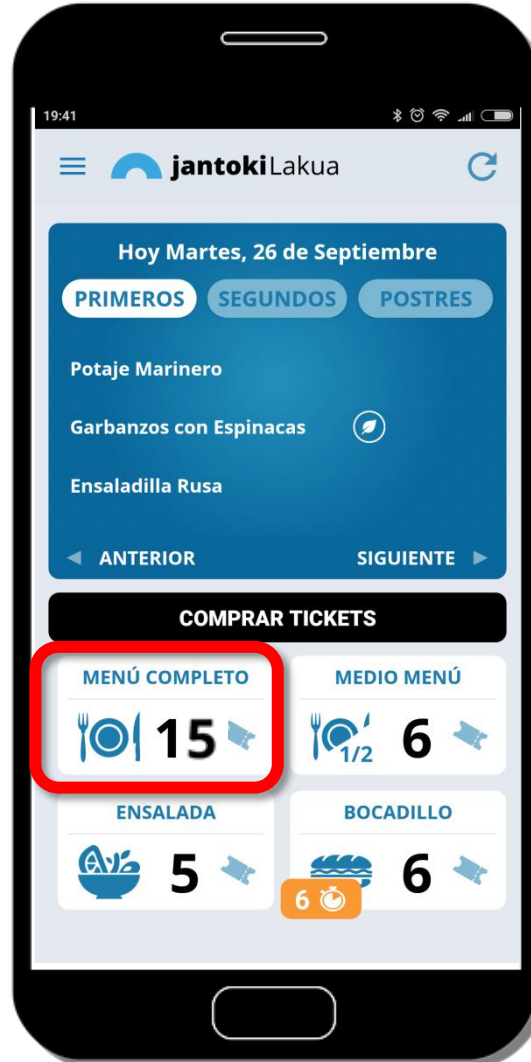 19:41
jantokiLakua
Hoy Martes, 26 de Septiembre
PRIMEROS SEGUNDOS POSTRES
Potaje Marinero
Garbanzos con Espinacas
Ensaladilla Rusa
ANTERIOR SIGUIENTE
COMPRAR TICKETS
MENÚ COMPLETO MEDIO MENÚ
15 1/2 6
ENSALADA BOCADILLO
5 6
6